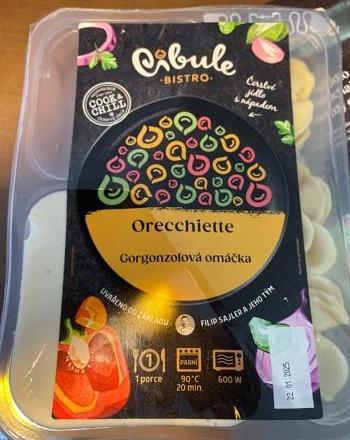 Cibule
·BISTRO·
Čerstvé
jídlo
s nápadem
COOK &
CHILL
Orecchiette
Gorgonzolová omáčka
UVAŘENO OD ZÁKLADU
FILIP SAJLER A JEHO TÝM
1
PARNÍ
1 porce
90°C
20 min.
600 W
22 01 2025